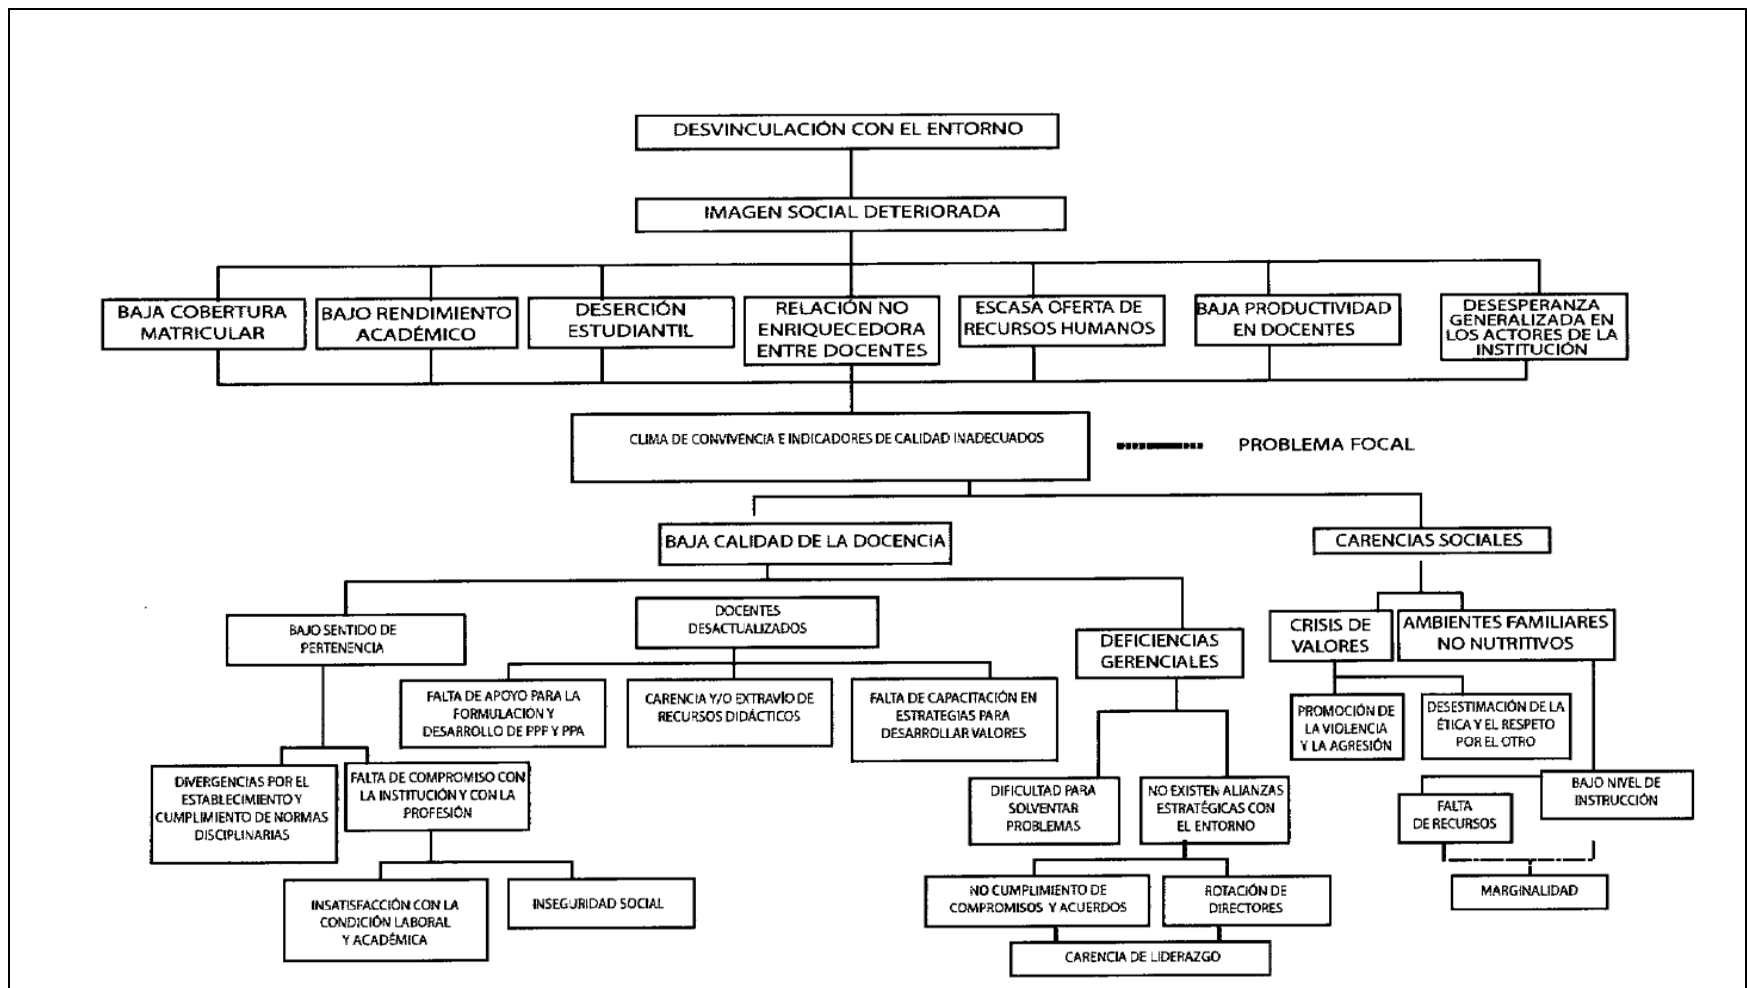 DESVINCULACIÓN CON EL ENTORNO
IMAGEN SOCIAL DETERIORADA
BAJA COBERTURA
MATRICULAR
BAJO RENDIMIENTO
ACADÉMICO
DESERCIÓN
ESTUDIANTIL
RELACIÓN NO
ENRIQUECEDORA
ENTRE DOCENTES
ESCASA OFERTA DE
RECURSOS HUMANOS
BAJA PRODUCTIVIDAD
EN DOCENTES
DESESPERANZA
GENERALIZADA EN
LOS ACTORES DE LA
INSTITUCIÓN
CLIMA DE CONVIVENCIA E INDICADORES DE CALIDAD INADECUADOS
PROBLEMA FOCAL
BAJA CALIDAD DE LA DOCENCIA
CARENCIAS SOCIALES
BAJO SENTIDO DE
PERTENENCIA
DOCENTES
DESACTUALIZADOS
DEFICIENCIAS
GERENCIALES
CRISIS DE
VALORES
AMBIENTES FAMILIARES
NO NUTRITIVOS
FALTA DE APOYO PARA LA
FORMULACIÓN Y
DESARROLLO DE PPP Y PPA
CARENCIA Y/O EXTRAVÍO DE
RECURSOS DIDÁCTICOS
FALTA DE CAPACITACIÓN EN
ESTRATEGIAS PARA
DESARROLLAR VALORES
PROMOCIÓN DE
LA VIOLENCIA
Y LA AGRESIÓN
DESESTIMACIÓN DE LA
ÉTICA Y EL RESPETO
POR EL OTRO
DIVERGENCIAS POR EL
ESTABLECIMIENTO Y
CUMPLIMIENTO DE NORMAS
DISCIPLINARIAS
FALTA DE COMPROMISO CON
LA INSTITUCIÓN Y CON LA
PROFESIÓN
DIFICULTAD PARA
SOLVENTAR
PROBLEMAS
NO EXISTEN ALIANZAS
ESTRATÉGICAS CON
EL ENTORNO
FALTA
DE RECURSOS
BAJO NIVEL DE
INSTRUCCIÓN
INSATISFACCIÓN CON LA
CONDICIÓN LABORAL
Y ACADÉMICA
INSEGURIDAD SOCIAL
NO CUMPLIMIENTO DE
COMPROMISOS Y ACUERDOS
ROTACIÓN DE
DIRECTORES
MARGINALIDAD
CARENCIA DE LIDERAZGO